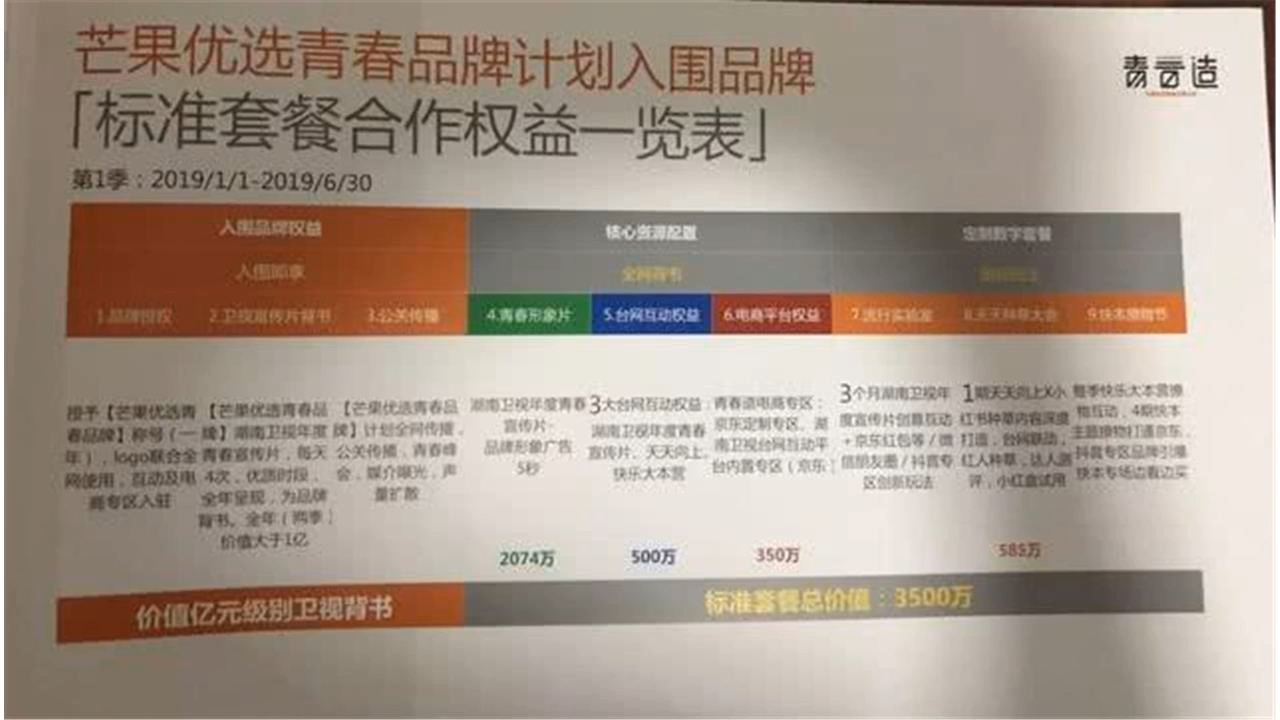 芒果优选青春品牌计划入围品牌
「标准套餐合作权益一览表」
青春造
第1季：2019/1/1-2019/6/30
入围品牌权益
核心资源配置
定制数字套餐
入围即享
全网背书
1.品牌授权
2.卫视宣传片背书
3.公关传播
4.青春形象片
5.台网互动权益
6.电商平台权益
7.流行实验室
8.天天种草大会
9.快本撩物节
授予【芒果优选青
春品牌】称号（一
年），logo联合全
网使用，互动及电
商专区入驻
【芒果优选青春品
牌】湖南卫视年度
青春宣传片，每天
4次，优质时段，
全年呈现，为品牌
背书。全年（两季）
价值大于1亿
【芒果优选青春品
牌】计划全网传播，
公关传播，青春峰
会，媒介曝光，声
量扩散
湖南卫视年度青春
宣传片-
品牌形象广告
5秒
3大台网互动权益：
湖南卫视年度青春
宣传片、天天向上、
快乐大本营
青春造电商专区：
京东定制专区、湖
南卫视台网互动平
台内置专区（京东）
3个月湖南卫视年
度宣传片创意互动
+京东红包等/微
信朋友圈/抖音专
区创新玩法
1期天天向上X小
红书种草内容深度
打造，台网联动，
红人种草，达人测
评，小红盒试用
整季快乐大本营撩
物互动，4期快本
主题撩物打通京东，
抖音专区品牌引爆，
快本专场边看边买
2074万
500万
350万
585万
价值亿元级别卫视背书
标准套餐总价值：3500万